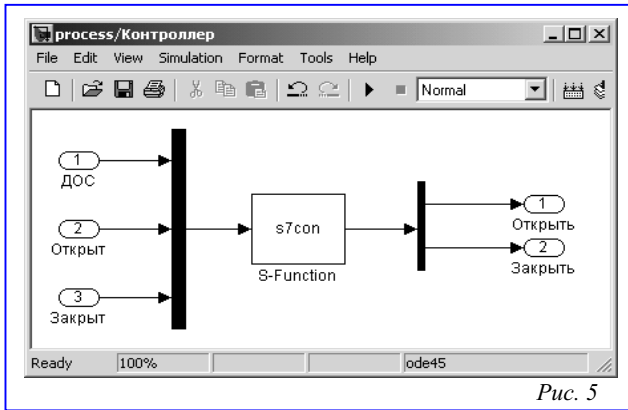 process/Контроллер
File Edit View Simulation Format Tools Help
Normal
1
ДОС
2
Открыт
3
Закрыт
s7con
S-Function
1
Открыть
2
Закрыть
Ready 100% ode45
Рис. 5